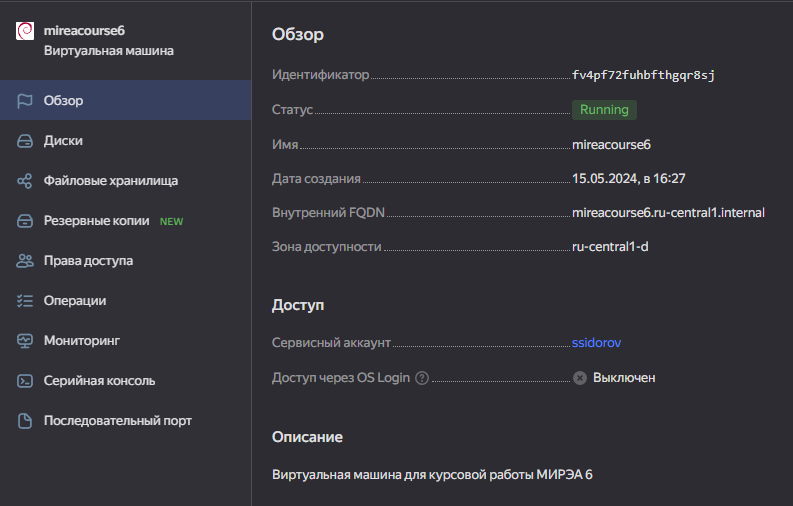 mireacourse6
Виртуальная машина
Обзор
Диски
Файловые хранилища
Резервные копии NEW
Права доступа
Операции
Мониторинг
Серийная консоль
Последовательный порт
Обзор
Идентификатор fv4pf72fuhbfthgqr8sj
Статус Running
Имя mireacourse6
Дата создания 15.05.2024, в 16:27
Внутренний FQDN mireacourse6.ru-central1.internal
Зона доступности ru-central1-d
Доступ
Сервисный аккаунт ssidorov
Доступ через OS Login ? Выключен
Описание
Виртуальная машина для курсовой работы МИРЭА 6